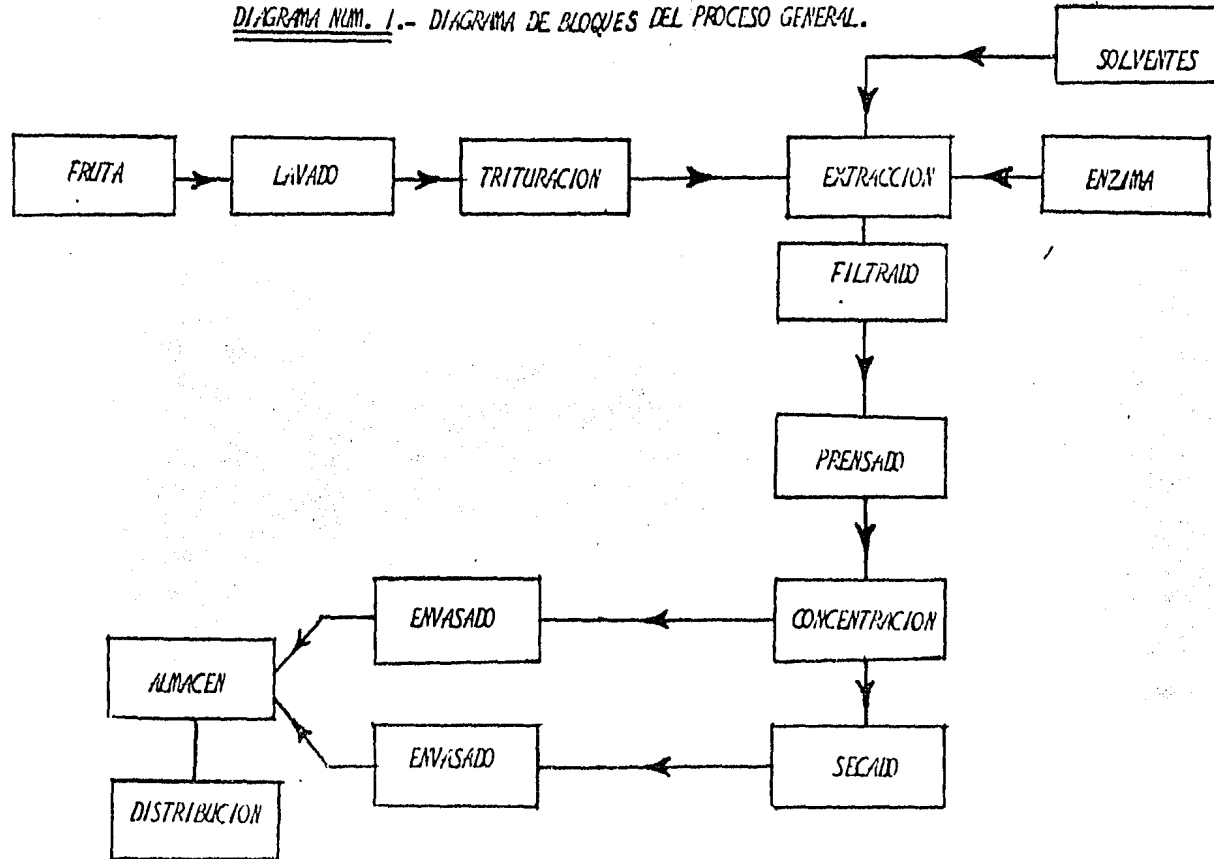 DIAGRAMA NUM. 1.- DIAGRAMA DE BLOQUES DEL PROCESO GENERAL.
SOLVENTES
FRUTA
LAVADO
TRITURACION
EXTRACCION
ENZIMA
FILTRADO
PRENSADO
ENVASADO
CONCENTRACION
ALMACEN
ENVASADO
SECADO
DISTRIBUCION